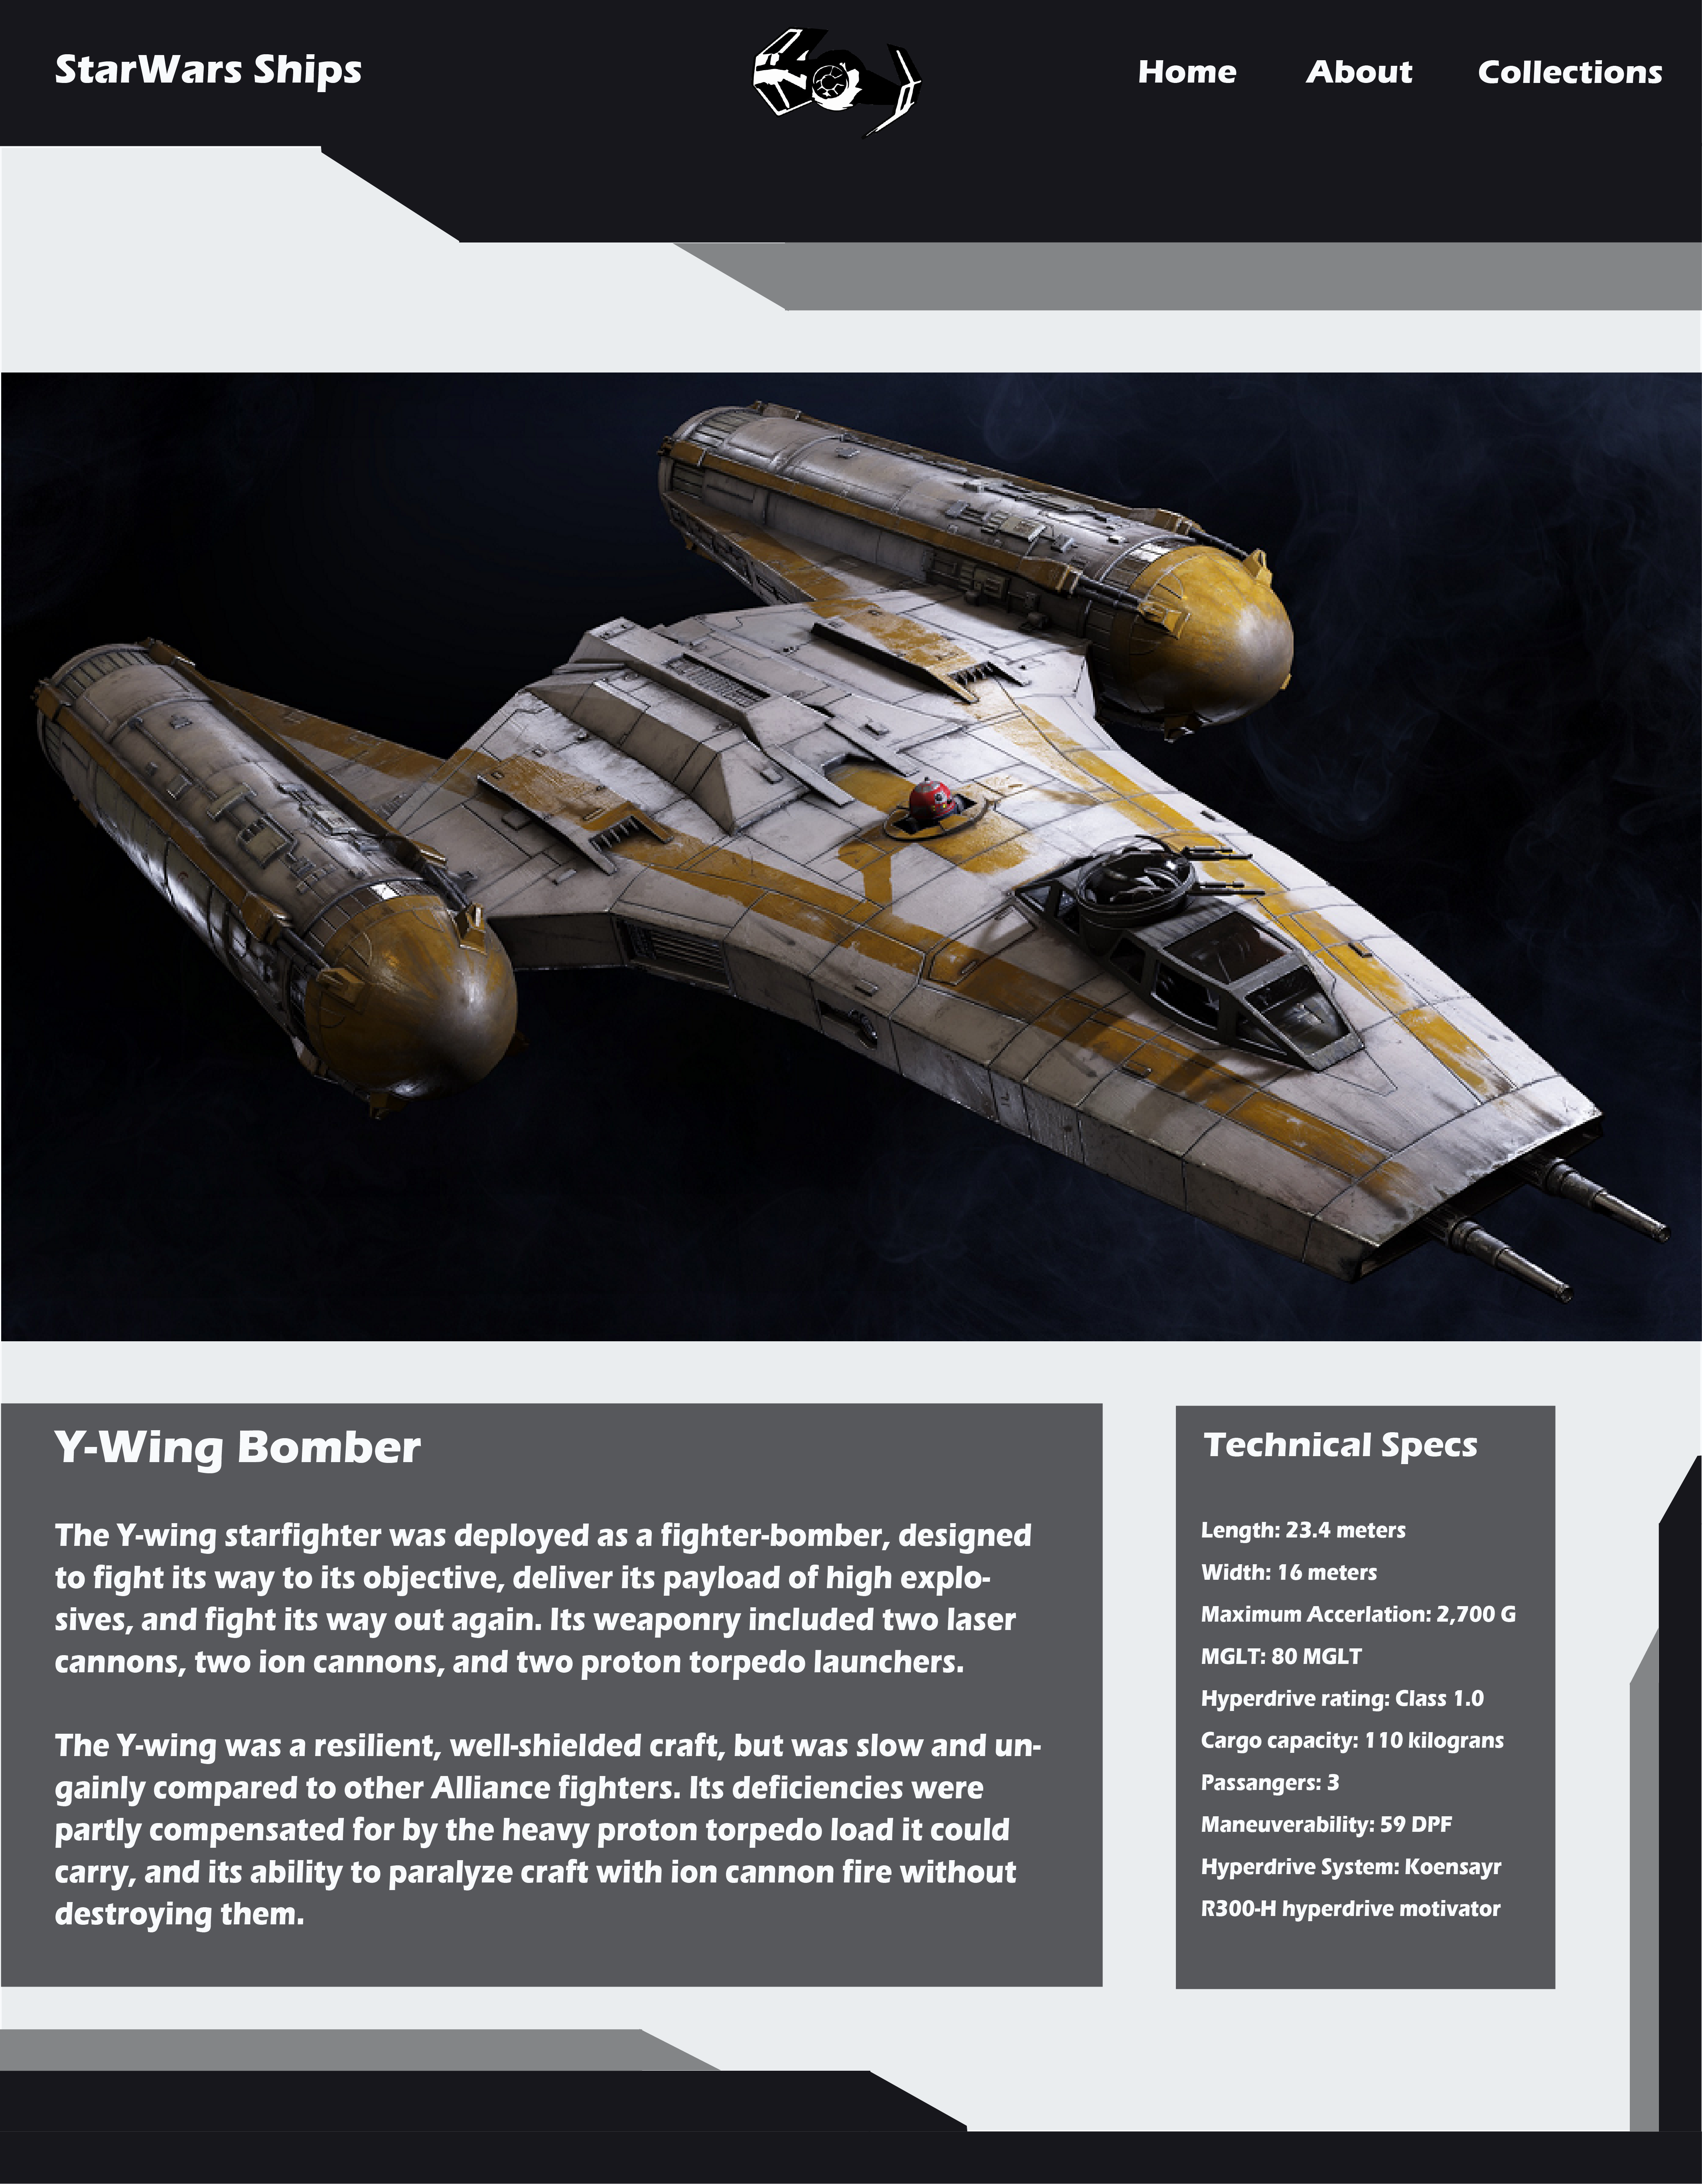 StarWars Ships
Home About Collections
Y-Wing Bomber
The Y-wing starfighter was deployed as a fighter-bomber, designed
to fight its way to its objective, deliver its payload of high explo-
sives, and fight its way out again. Its weaponry included two laser
cannons, two ion cannons, and two proton torpedo launchers.
The Y-wing was a resilient, well-shielded craft, but was slow and un-
gainly compared to other Alliance fighters. Its deficiencies were
partly compensated for by the heavy proton torpedo load it could
carry, and its ability to paralyze craft with ion cannon fire without
destroying them.
Technical Specs
Length: 23.4 meters
Width: 16 meters
Maximum Accerlation: 2,700 G
MGLT: 80 MGLT
Hyperdrive rating: Class 1.0
Cargo capacity: 110 kilograns
Passangers: 3
Maneuverability: 59 DPF
Hyperdrive System: Koensayr
R300-H hyperdrive motivator